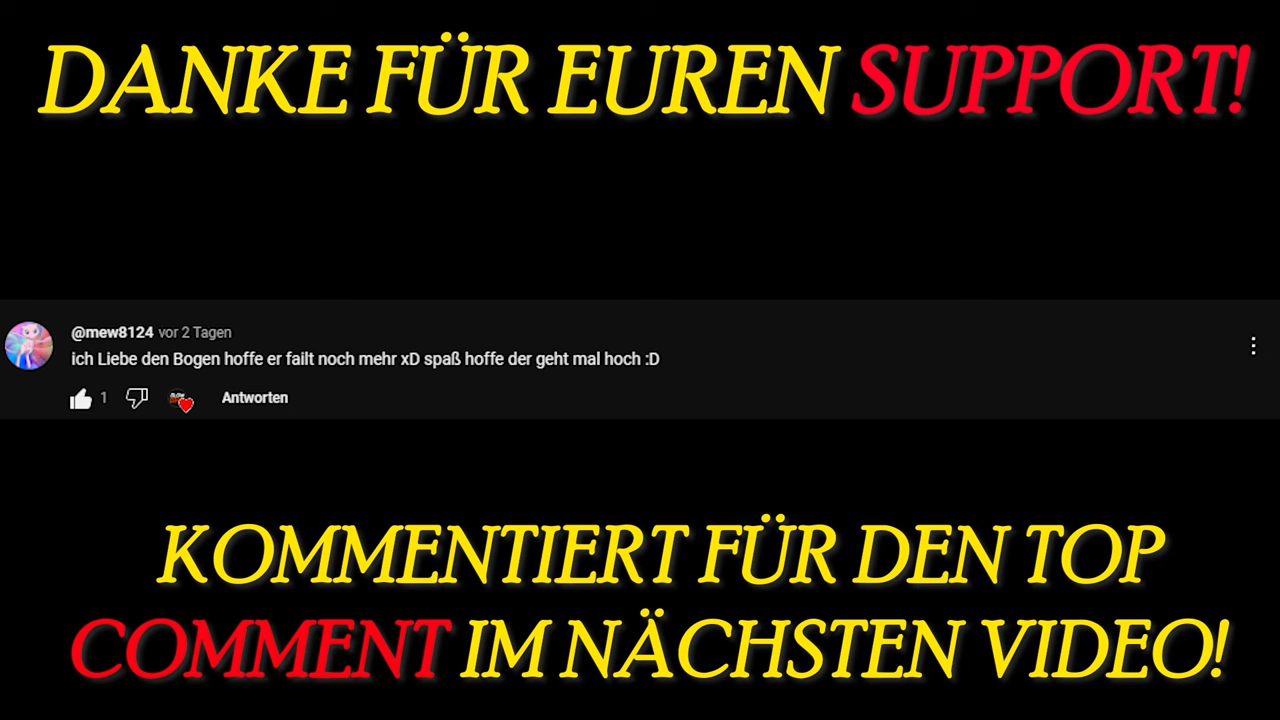 DANKE FÜR EUREN SUPPORT!
@mew8124 vor 2 Tagen
ich Liebe den Bogen hoffe er failt noch mehr xD spaß hoffe der geht mal hoch :D
1 Antworten
KOMMENTIERT FÜR DEN TOP
COMMENT IM NÄCHSTEN VIDEO!